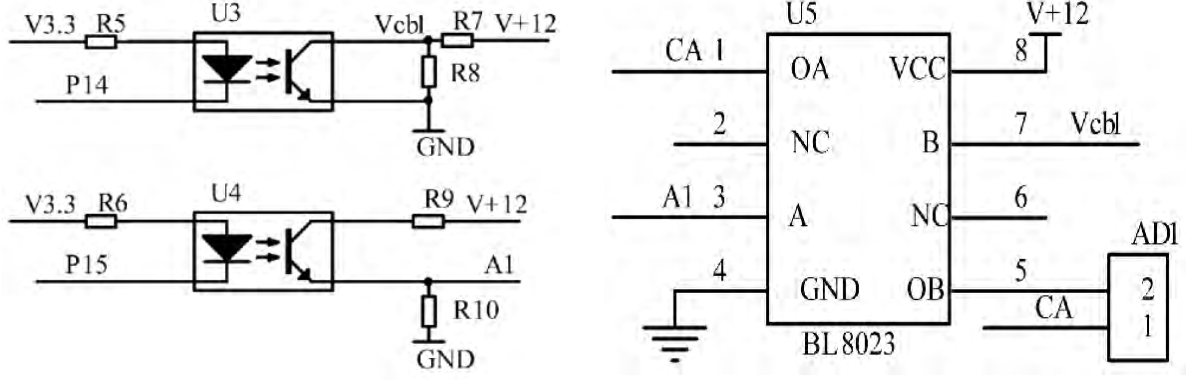 U3
V3.3 R5 Vcbl R7 V+12
R8
P14
GND
U4
V3.3 R6 R9 V+12
P15 A1
R10
GND
U5 V+12
CA 1 OA VCC 8
2 NC B 7 Vcbl
A1 3 A NC 6
AD1
4 GND OB 5 2
CA 1
BL8023